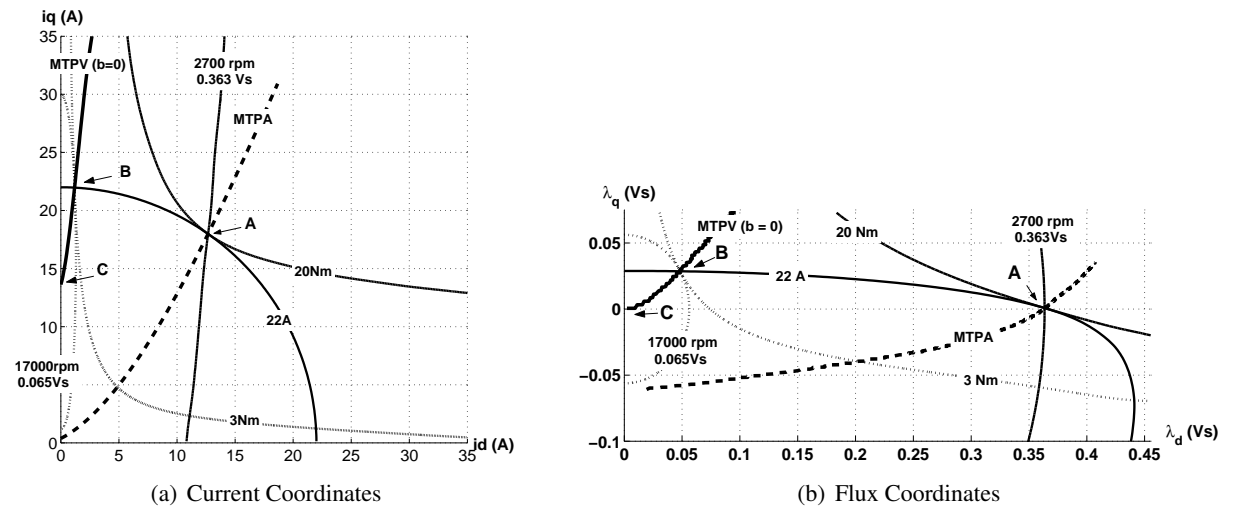 iq (A)
35
30
25
20
15
10
5
0
0
5
10
15
20
25
30
35
id (A)
MTPV (b=0)
2700 rpm
0.363 Vs
MTPA
B
A
C
20Nm
22A
17000rpm
0.065Vs
3Nm
(a) Current Coordinates
λq (Vs)
0.05
0
−0.05
−0.1
0
0.05
0.1
0.15
0.2
0.25
0.3
0.35
0.4
0.45
λd (Vs)
MTPV (b = 0)
20 Nm
2700 rpm
0.363Vs
B
A
22 A
C
17000 rpm
0.065Vs
MTPA
3 Nm
(b) Flux Coordinates